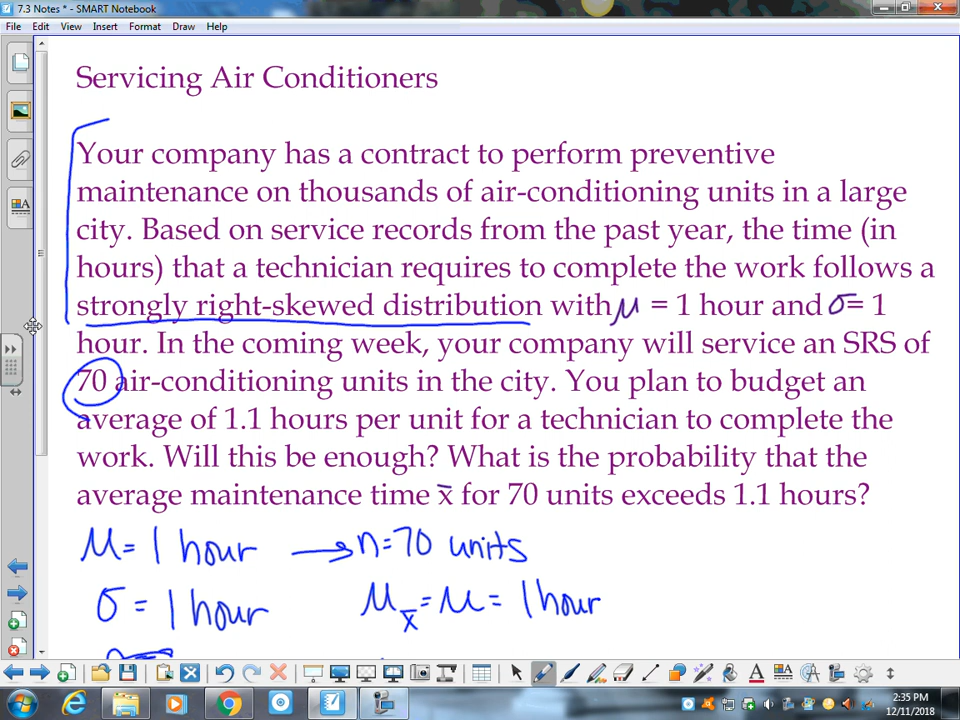 7.3 Notes * - SMART Notebook
File Edit View Insert Format Draw Help
Servicing Air Conditioners
Your company has a contract to perform preventive
maintenance on thousands of air-conditioning units in a large
city. Based on service records from the past year, the time (in
hours) that a technician requires to complete the work follows a
strongly right-skewed distribution with μ = 1 hour and σ = 1
hour. In the coming week, your company will service an SRS of
70 air-conditioning units in the city. You plan to budget an
average of 1.1 hours per unit for a technician to complete the
work. Will this be enough? What is the probability that the
average maintenance time x̄ for 70 units exceeds 1.1 hours?
μ = 1 hour → n = 70 units
σ = 1 hour μx̄ = μ = 1 hour
2:35 PM
12/11/2018